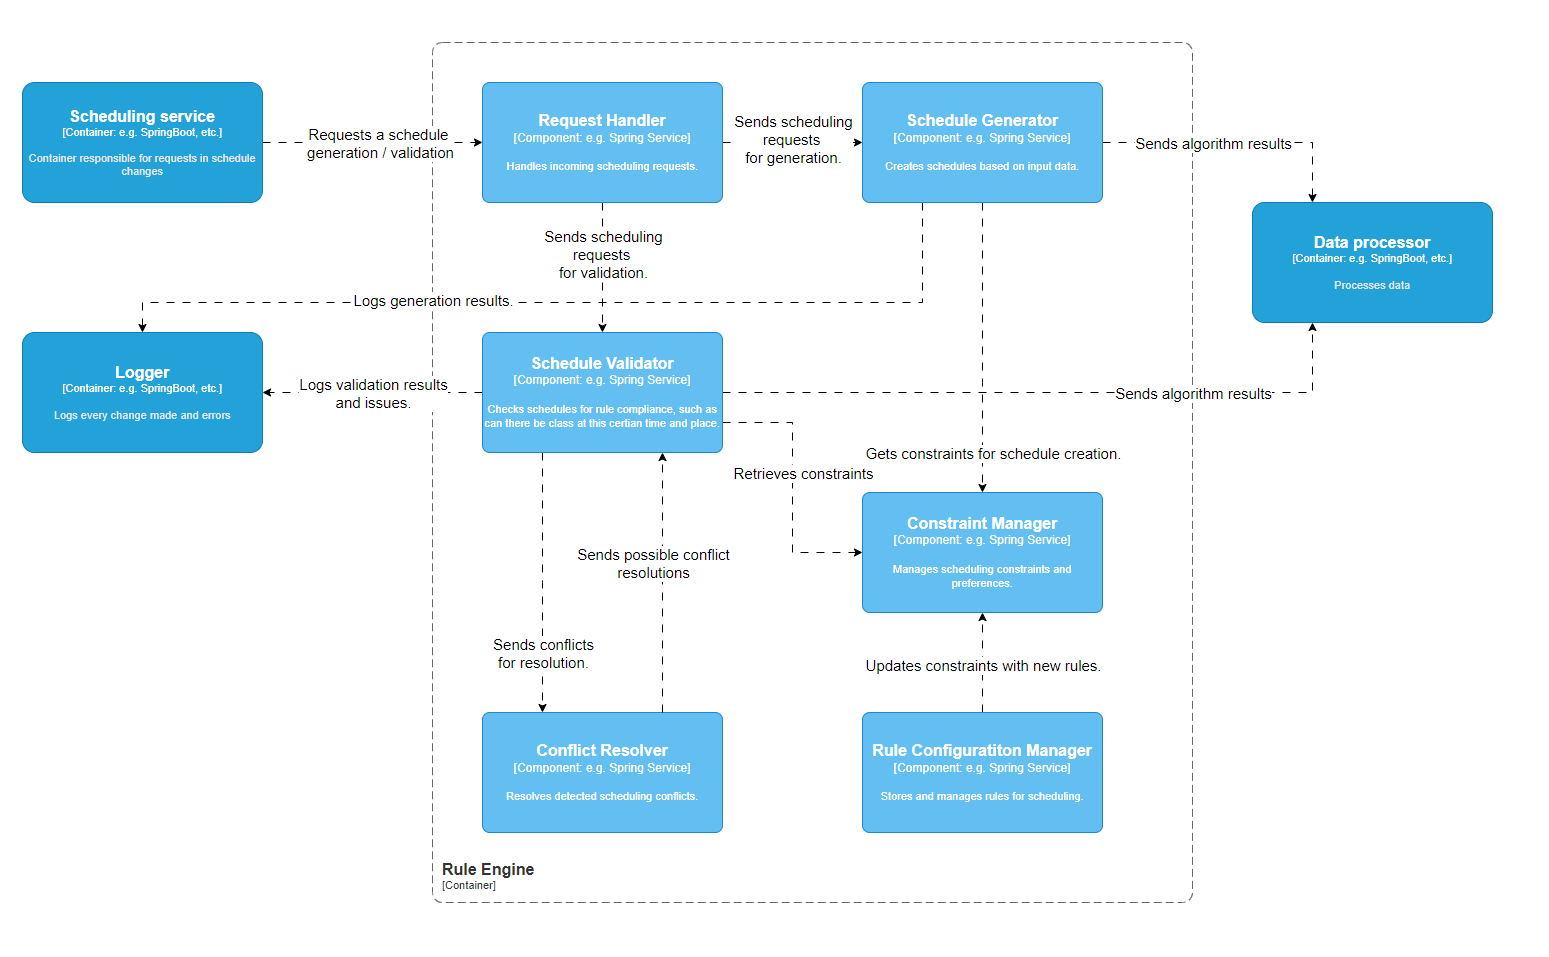 Scheduling service
[Container: e.g. SpringBoot, etc.]
Container responsible for requests in schedule
changes
Requests a schedule
generation / validation
Request Handler
[Component: e.g. Spring Service]
Handles incoming scheduling requests.
Sends scheduling
requests
for generation.
Schedule Generator
[Component: e.g. Spring Service]
Creates schedules based on input data.
Sends algorithm results
Data processor
[Container: e.g. SpringBoot, etc.]
Processes data
Sends scheduling
requests
for validation.
Logs generation results.
Logger
[Container: e.g. SpringBoot, etc.]
Logs every change made and errors
Logs validation results
and issues.
Schedule Validator
[Component: e.g. Spring Service]
Checks schedules for rule compliance, such as
can there be class at this certian time and place.
Sends algorithm results
Retrieves constraints
Gets constraints for schedule creation.
Constraint Manager
[Component: e.g. Spring Service]
Manages scheduling constraints and
preferences.
Sends possible conflict
resolutions
Sends conflicts
for resolution.
Updates constraints with new rules.
Conflict Resolver
[Component: e.g. Spring Service]
Resolves detected scheduling conflicts.
Rule Configuratiton Manager
[Component: e.g. Spring Service]
Stores and manages rules for scheduling.
Rule Engine
[Container]